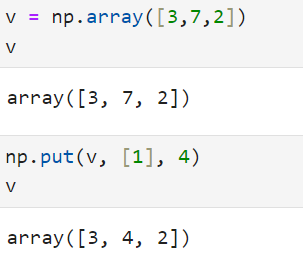 v = np.array([3,7,2])
v
array([3, 7, 2])
np.put(v, [1], 4)
v
array([3, 4, 2])